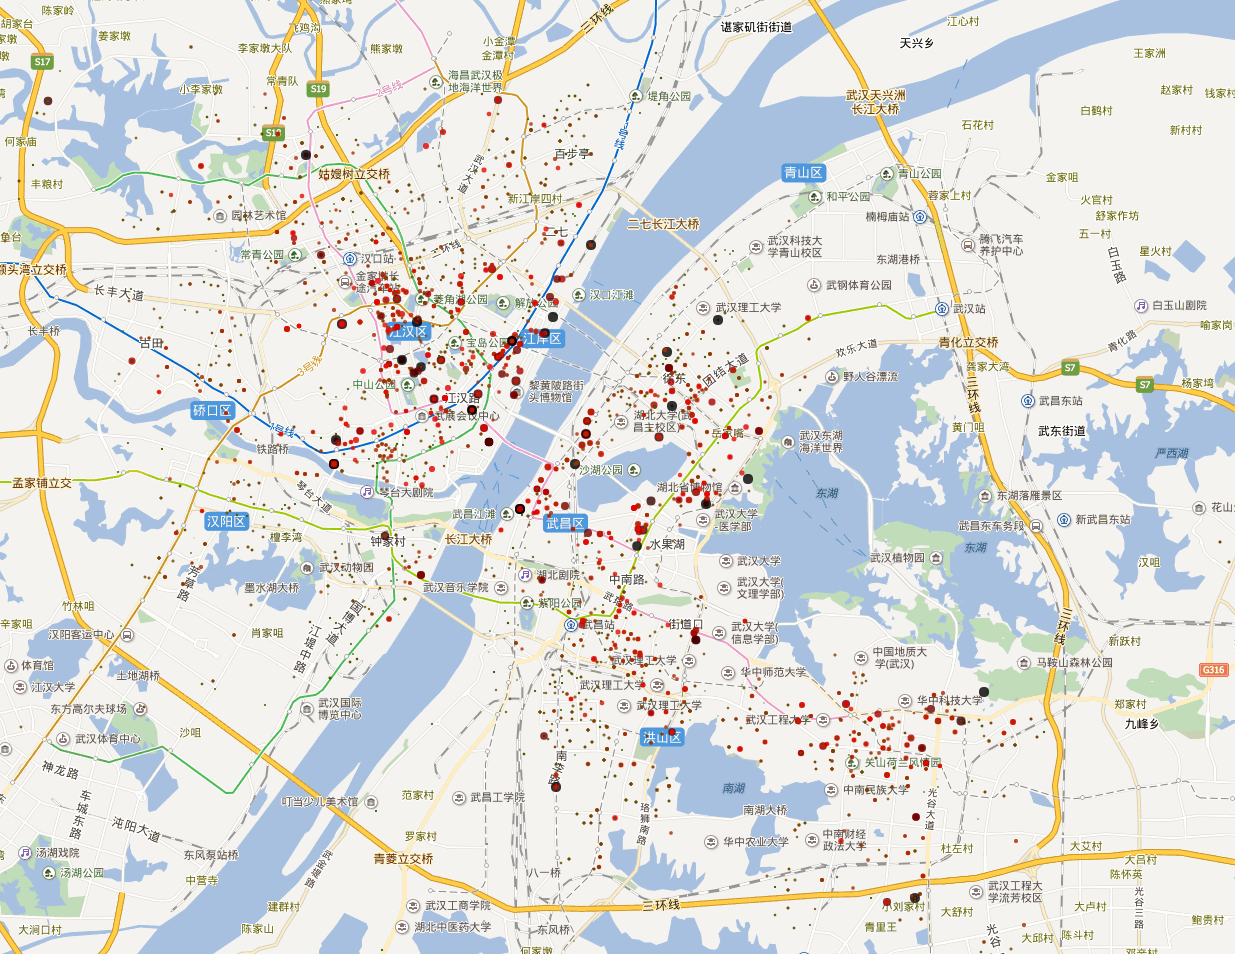 陈家岭
熊家墩
胡家台
姜家墩
飞鸡沟
李家墩大队
熊家墩
小金潭
金潭村
三环线
谌家矶街街道
江心村
天兴乡
王家洲
S17
常青队
小李家墩
S19
2号线
海昌武汉极
地海洋世界
堤角公园
1号线
武汉天兴洲
长江大桥
赵家村
钱家村
白鹤村
石花村
新村村
何家庙
丰粮村
姑嫂树立交桥
武汉大道
百步亭
青山区
青山公园
和平公园
蓉家上村
金家咀
火官村
舒家作坊
五一村
星火村
园林艺术馆
新江岸四村
二七
二七长江大桥
楠姆庙站
腾飞汽车
养护中心
白玉路
常青公园
汉口站
二环线
武汉科技大
学青山校区
东湖港桥
额头湾立交桥
长丰大道
金家墩长
菱角湖公园
汉口江滩
武钢体育公园
武汉站
武汉理工大学
白玉山剧院
喻家岗
长丰桥
古田
江汉区
宝岛公园
江岸区
欢乐大道
青化立交桥
青化路
龚家大湾
S7
S7
杨家塆
3号线
中山公园
黎黄陂路街
头博物馆
徐东
团结大道
野人谷漂流
三环线
武昌东站
硚口区
1号线
江汉路
武展会议中心
湖北大学(武
昌主校区)
岳家嘴
武汉东湖
海洋世界
黄门咀
武东街道
严西湖
铁路桥
孟家铺立交
琴台大剧院
琴台大道
沙湖公园
湖北省博物馆
东湖
东湖落雁景区
汉阳区
武昌江滩
武昌区
武汉大学
-医学部
武昌东车务段
新武昌东站
花山
檀李湾
钟家村
长江大桥
水果湖
东湖
武汉植物园
汉咀
芳草路
墨水湖大桥
武汉动物园
武汉音乐学院
湖北剧院
中南路
武汉大学
武汉大学(
文理学部)
竹林咀
国博大道
紫阳公园
武昌站
街道口
武汉大学(
信息学部)
三环线
新跃村
辛家咀
汉阳客运中心
肖家咀
江堤中路
体育馆
土地湖桥
江汉大学
武汉理工大学
武汉理工大学
武汉理工大学
华中师范大学
中国地质大
学(武汉)
马鞍山森林公园
G316
东方高尔夫球场
武汉国际
博览中心
华中科技大学
郑家村
九峰乡
武汉体育中心
沙咀
洪山区
武汉工程大学
神龙路
车城东路
沌阳大道
南李路
关山荷兰风情园
叮当少儿美术馆
范家村
武昌工学院
南湖
中南民族大学
南湖大桥
光谷大道
汤湖戏院
汤湖公园
东风泵站桥
中营寺
武金堤路
罗家村
青菱立交桥
珞狮南路
华中农业大学
中南财经
政法大学
杜左村
大艾村
大吕村
陈怀英
八一桥
武汉工程大
学流芳校区
建群村
武汉工商学院
三环线
小刘家村
大舒村
大卢村
光谷三路
鲍贵村
大涧口村
陈家山
湖北中医药大学
东风桥
青里王
光谷
大邱村
陈斗村
何家墩
邓辛村